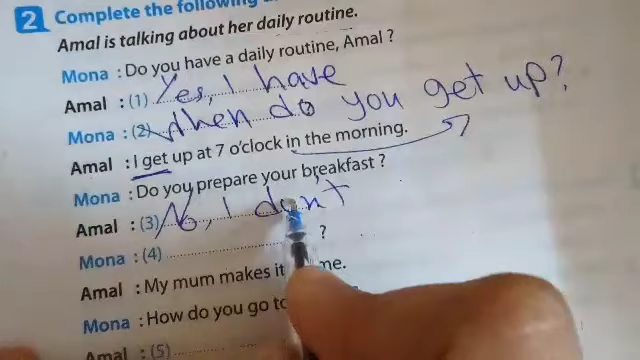 2 Complete the following
Amal is talking about her daily routine.
Mona : Do you have a daily routine, Amal ?
Amal : (1) Yes, I have
Mona : (2) When do you get up?
Amal : I get up at 7 o'clock in the morning.
Mona : Do you prepare your breakfast ?
Amal : (3) No, I don't
Mona : (4) ?
Amal : My mum makes it me.
Mona : How do you go to
Amal : (5)